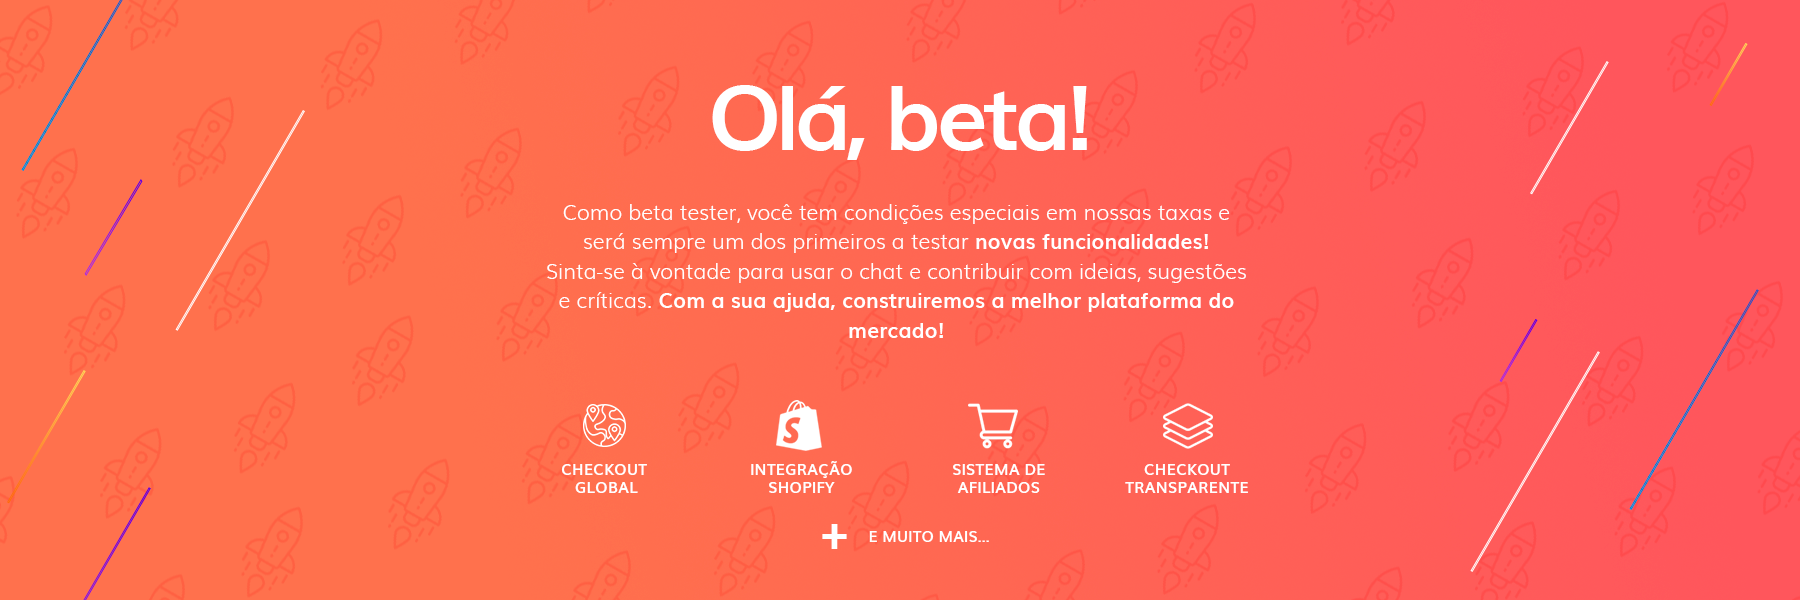 Olá, beta!
Como beta tester, você tem condições especiais em nossas taxas e
será sempre um dos primeiros a testar novas funcionalidades!
Sinta-se à vontade para usar o chat e contribuir com ideias, sugestões
e críticas. Com a sua ajuda, construiremos a melhor plataforma do
mercado!
CHECKOUT
GLOBAL
INTEGRAÇÃO
SHOPIFY
SISTEMA DE
AFILIADOS
CHECKOUT
TRANSPARENTE
+ E MUITO MAIS...